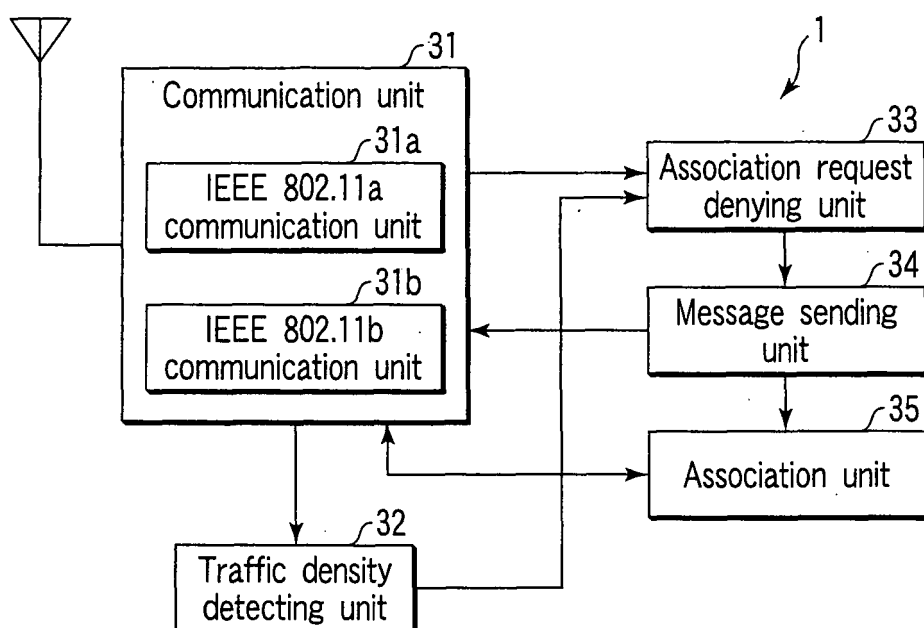 31
Communication unit
31a
IEEE 802.11a
communication unit
31b
IEEE 802.11b
communication unit
32
Traffic density
detecting unit
1
33
Association request
denying unit
34
Message sending
unit
35
Association unit